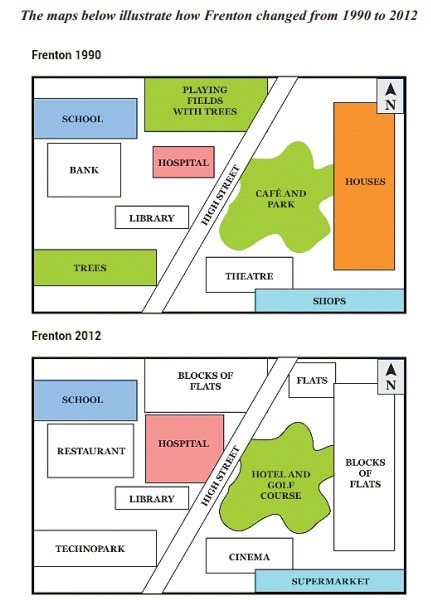 The maps below illustrate how Frenton changed from 1990 to 2012
Frenton 1990
PLAYING
FIELDS
WITH TREES
N
SCHOOL
BANK
HOSPITAL
HIGH STREET
CAFÉ AND
PARK
HOUSES
LIBRARY
TREES
THEATRE
SHOPS
Frenton 2012
BLOCKS OF
FLATS
FLATS
N
SCHOOL
RESTAURANT
HOSPITAL
HIGH STREET
HOTEL AND
GOLF
COURSE
BLOCKS
OF
FLATS
LIBRARY
TECHNOPARK
CINEMA
SUPERMARKET